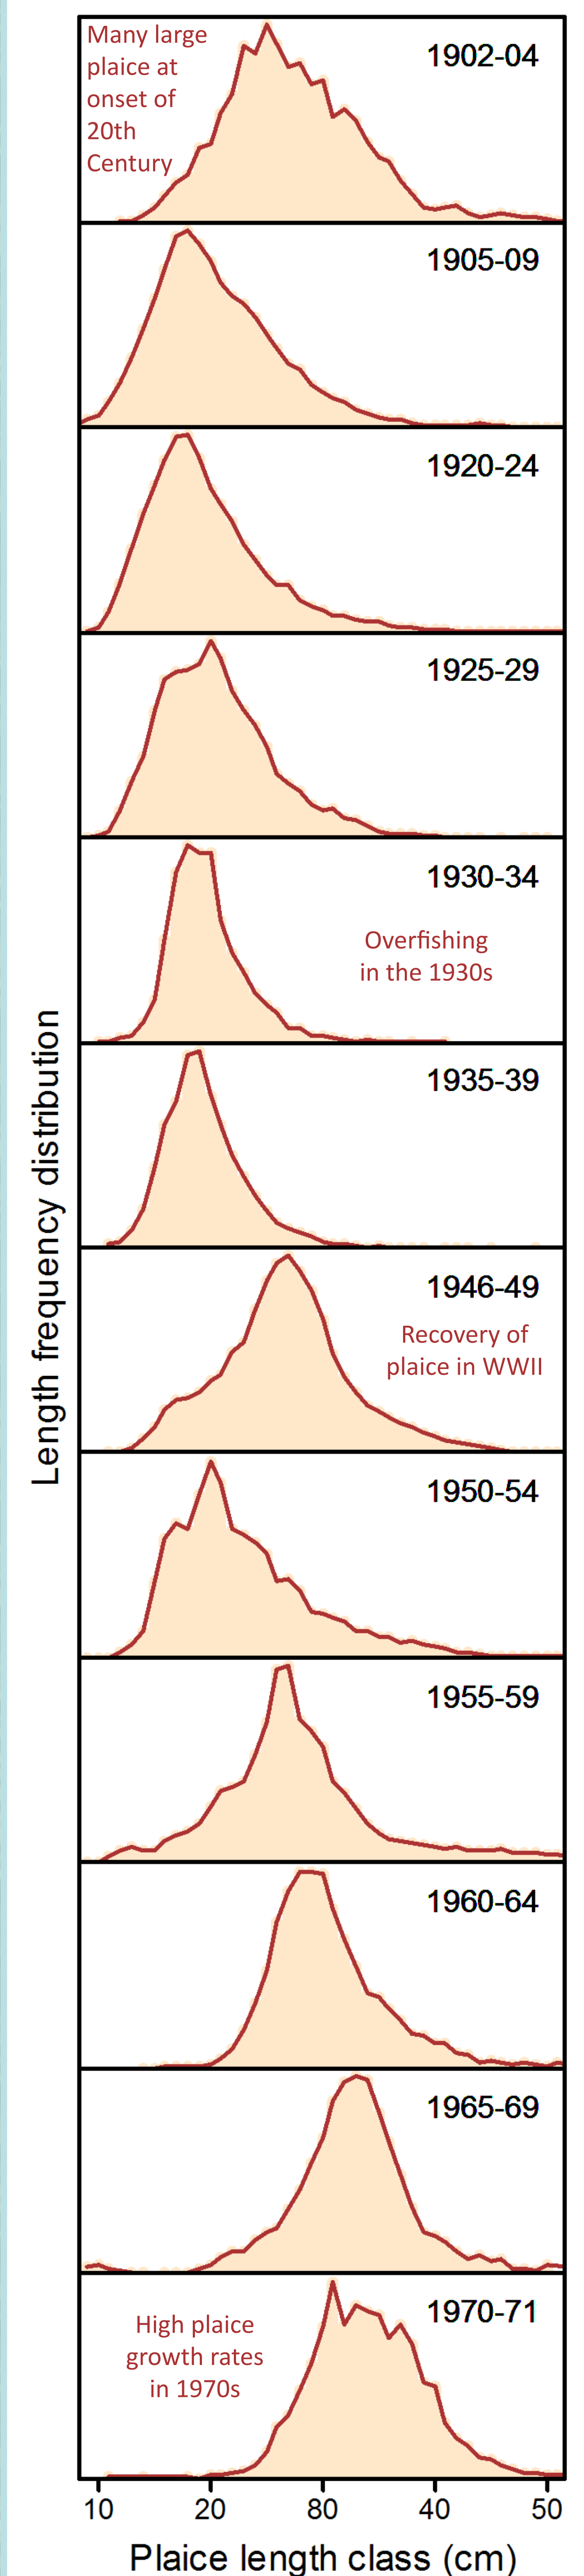 Many large
plaice at
onset of
20th
Century
1902-04
1905-09
1920-24
1925-29
1930-34
Overfishing
in the 1930s
1935-39
1946-49
Recovery of
plaice in WWII
1950-54
1955-59
1960-64
1965-69
1970-71
High plaice
growth rates
in 1970s
Length frequency distribution
10 20 80 40 50
Plaice length class (cm)